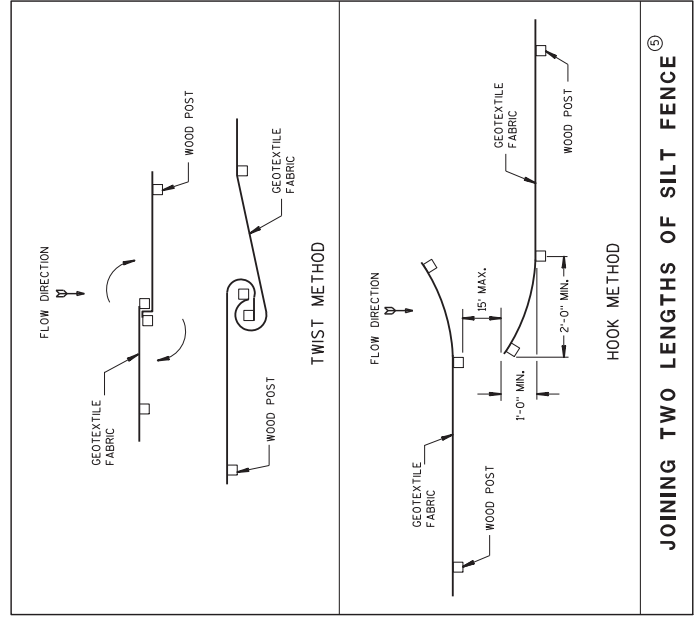 FLOW DIRECTION
GEOTEXTILE
FABRIC
WOOD POST
WOOD POST
GEOTEXTILE
FABRIC
TWIST METHOD
FLOW DIRECTION
GEOTEXTILE
FABRIC
WOOD POST
15' MAX.
1'-0" MIN.
2'-0" MIN.
GEOTEXTILE
FABRIC
WOOD POST
HOOK METHOD
JOINING TWO LENGTHS OF SILT FENCE ⑤